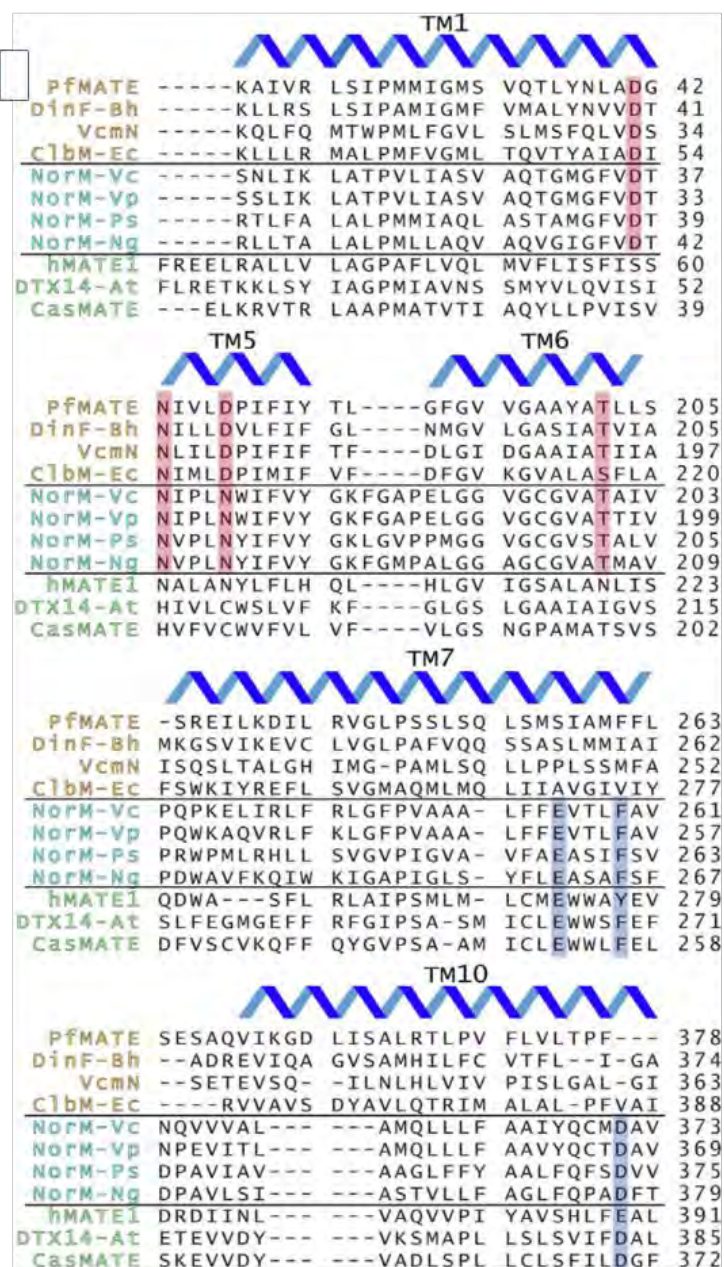 TM1
PfMATE -----KAIVR LSIPMMIGMS VQTLYNLADG 42
DinF-Bh -----KLLRS LSIPAMIGMF VMALYNVVDT 41
VcmN -----KQLFQ MTWPMLFGVL SLMSFQLVDS 34
ClbM-Ec -----KLLLR MALPMFVGML TQVTYAIADI 54
NorM-Vc -----SNLIK LATPVLIASV AQTGMGFVDT 37
NorM-Vp -----SSLIK LATPVLIASV AQTGMGFVDT 33
NorM-Ps -----RTLFA LALPMMIAQL ASTAMGFVDT 39
NorM-Ng -----RLLTA LALPMLLAQV AQVGIGFVDT 42
hMATE1 FREELRALLV LAGPAFLVQL MVFLISFISS 60
DTX14-At FLRETKKLSY IAGPMIAVNS SMYVLQVISI 52
CasMATE ---ELKRVTR LAAPMATVTI AQYLLPVISV 39
TM5 TM6
PfMATE NIVLDPIFIY TL----GFGV VGAAYATLLS 205
DinF-Bh NILLDVLFIF GL----NMGV LGASIATVIA 205
VcmN NLILDPIFIF TF----DLGI DGAAIATIIA 197
ClbM-Ec NIMLDPIMIF VF----DFGV KGVALASFLA 220
NorM-Vc NIPLNWIFVY GKFGAPELGG VGCGVATAIV 203
NorM-Vp NIPLNWIFVY GKFGAPELGG VGCGVATTIV 199
NorM-Ps NVPLNYIFVY GKLGVPPMGG VGCGVSTALV 205
NorM-Ng NVPLNYIFVY GKFGMPALGG AGCGVATMAV 209
hMATE1 NALANYLFLH QL----HLGV IGSALANLIS 223
DTX14-At HIVLCWSLVF KF----GLGS LGAAIAIGVS 215
CasMATE HVFVCWVFVL VF----VLGS NGPAMATSVS 202
TM7
PfMATE -SREILKDIL RVGLPSSLSQ LSMSIAMFFL 263
DinF-Bh MKGSVIKEVC LVGLPAFVQQ SSASLMMIAI 262
VcmN ISQSLTALGH IMG-PAMLSQ LLPPLSSMFA 252
ClbM-Ec FSWKIYREFL SVGMAQMLMQ LIIAVGIVIY 277
NorM-Vc PQPKELIRLF RLGFPVAAA- LFFEVTLFAV 261
NorM-Vp PQWKAQVRLF KLGFPVAAA- LFFEVTLFAV 257
NorM-Ps PRWPMLRHLL SVGVPIGVA- VFAEASIFSV 263
NorM-Ng PDWAVFKQIW KIGAPIGLS- YFLEASAFSF 267
hMATE1 QDWA---SFL RLAIPSMLM- LCMEWWAYEV 279
DTX14-At SLFEGMGEFF RFGIPSA-SM ICLEWWSFEF 271
CasMATE DFVSCVKQFF QYGVPSA-AM ICLEWWLFEL 258
TM10
PfMATE SESAQVIKGD LISALRTLPV FLVLTPF--- 378
DinF-Bh --ADREVIQA GVSAMHILFC VTFL--I-GA 374
VcmN --SETEVSQ- -ILNLHLVIV PISLGAL-GI 363
ClbM-Ec ----RVVAVS DYAVLQTRIM ALAL-PFVAI 388
NorM-Vc NQVVVAL--- ---AMQLLLF AAIYQCMDAV 373
NorM-Vp NPEVITL--- ---AMQLLLF AAVYQCTDAV 369
NorM-Ps DPAVIAV--- ---AAGLFFY AALFQFSDVV 375
NorM-Ng DPAVLSI--- ---ASTVLLF AGLFQPADFT 379
hMATE1 DRDIINL--- ---VAQVVPI YAVSHLFEAL 391
DTX14-At ETEVVDY--- ---VKSMAPL LSLSVIFDAL 385
CasMATE SKEVVDY--- ---VADLSPL LCLSFILDGF 372